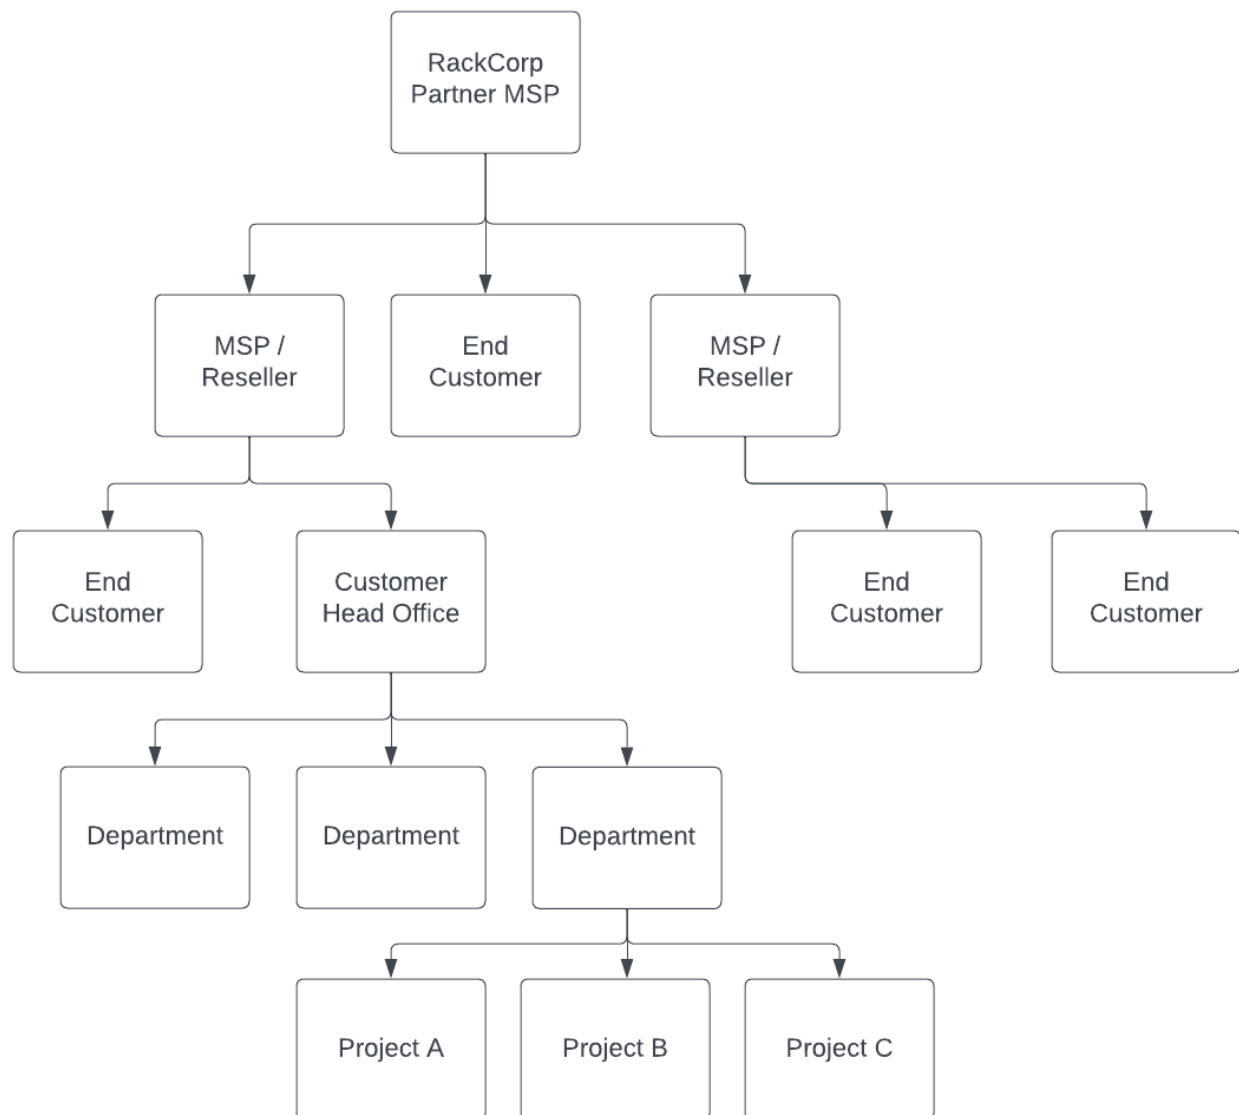 RackCorp
Partner MSP
MSP /
Reseller
End
Customer
MSP /
Reseller
End
Customer
Customer
Head Office
End
Customer
End
Customer
Department
Department
Department
Project A
Project B
Project C